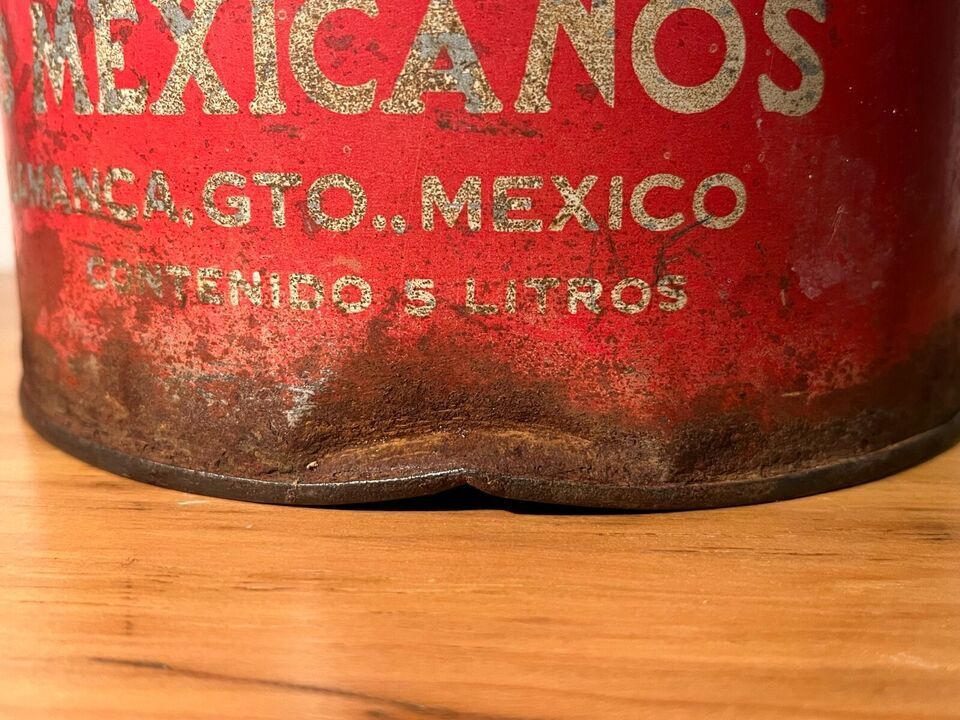 MEXICANOS
GTO., MEXICO
CONTENIDO 5 LITROS